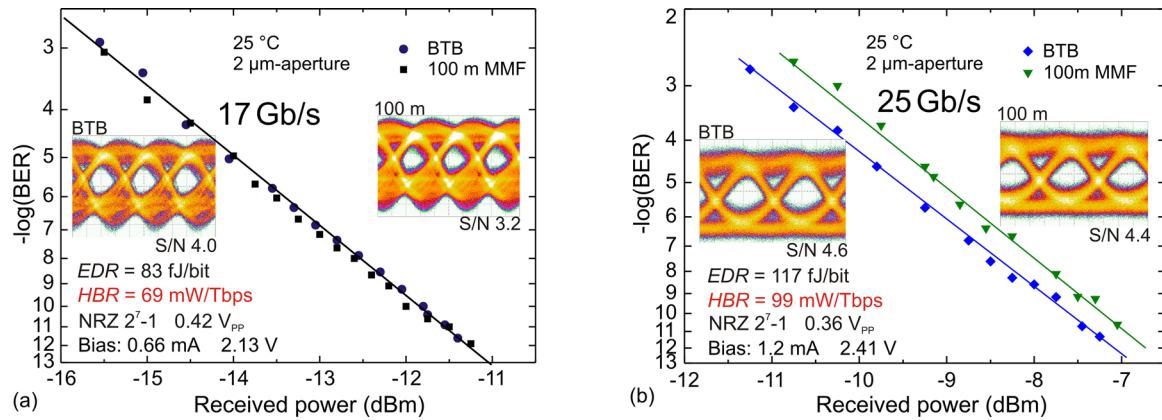 3
4
5
6
7
8
9
10
11
12
13
-log(BER)
25 °C
2 µm-aperture
BTB
100 m MMF
17 Gb/s
BTB
S/N 4.0
100 m
S/N 3.2
EDR = 83 fJ/bit
HBR = 69 mW/Tbps
NRZ 2⁷-1 0.42 VPP
Bias: 0.66 mA 2.13 V
-16 -15 -14 -13 -12 -11
Received power (dBm)
(a)
2
3
4
5
6
7
8
9
10
11
12
13
-log(BER)
25 °C
2 µm-aperture
BTB
100m MMF
25 Gb/s
BTB
S/N 4.6
100 m
S/N 4.4
EDR = 117 fJ/bit
HBR = 99 mW/Tbps
NRZ 2⁷-1 0.36 VPP
Bias: 1.2 mA 2.41 V
-12 -11 -10 -9 -8 -7
Received power (dBm)
(b)